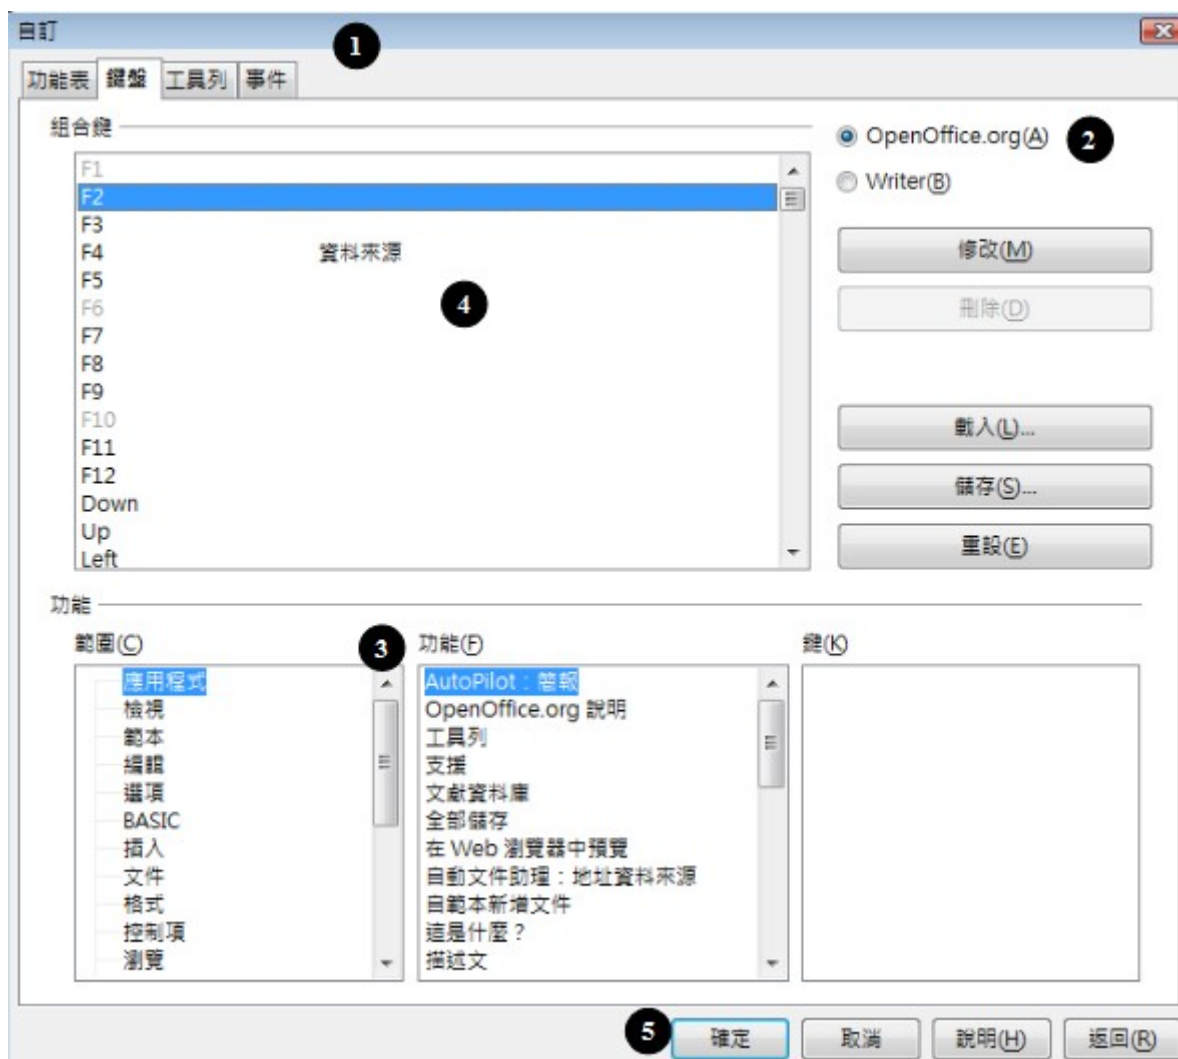 自訂
1
功能表 鍵盤 工具列 事件
組合鍵
OpenOffice.org(A) 2
Writer(B)
F1
F2
F3
F4 資料來源
F5
4
F6
F7
F8
F9
F10
F11
F12
Down
Up
Left
修改(M)
刪除(D)
載入(L)...
儲存(S)...
重設(E)
功能
範圍(C)
應用程式
檢視
範本
編輯
選項
BASIC
插入
文件
格式
控制項
瀏覽
3
功能(F)
AutoPilot：簡報
OpenOffice.org 說明
工具列
支援
文獻資料庫
全部儲存
在 Web 瀏覽器中預覽
自動文件助理：地址資料來源
自範本新增文件
這是什麼？
描述文
鍵(K)
5
確定 取消 說明(H) 返回(R)